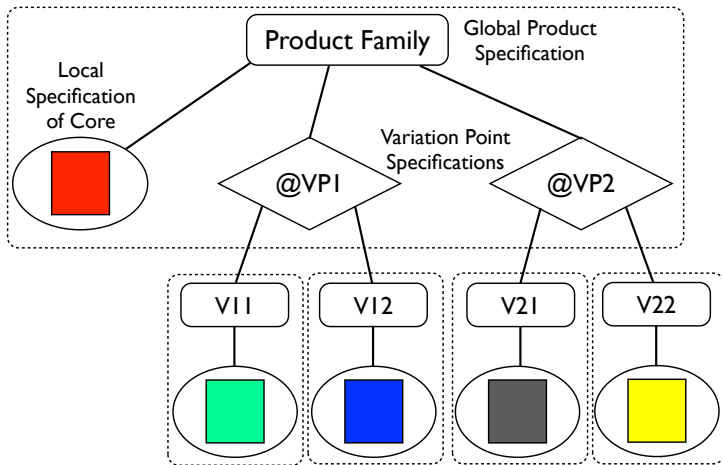 Product Family
Global Product
Specification
Local
Specification
of Core
Variation Point
Specifications
@VP1
@VP2
V11
V12
V21
V22